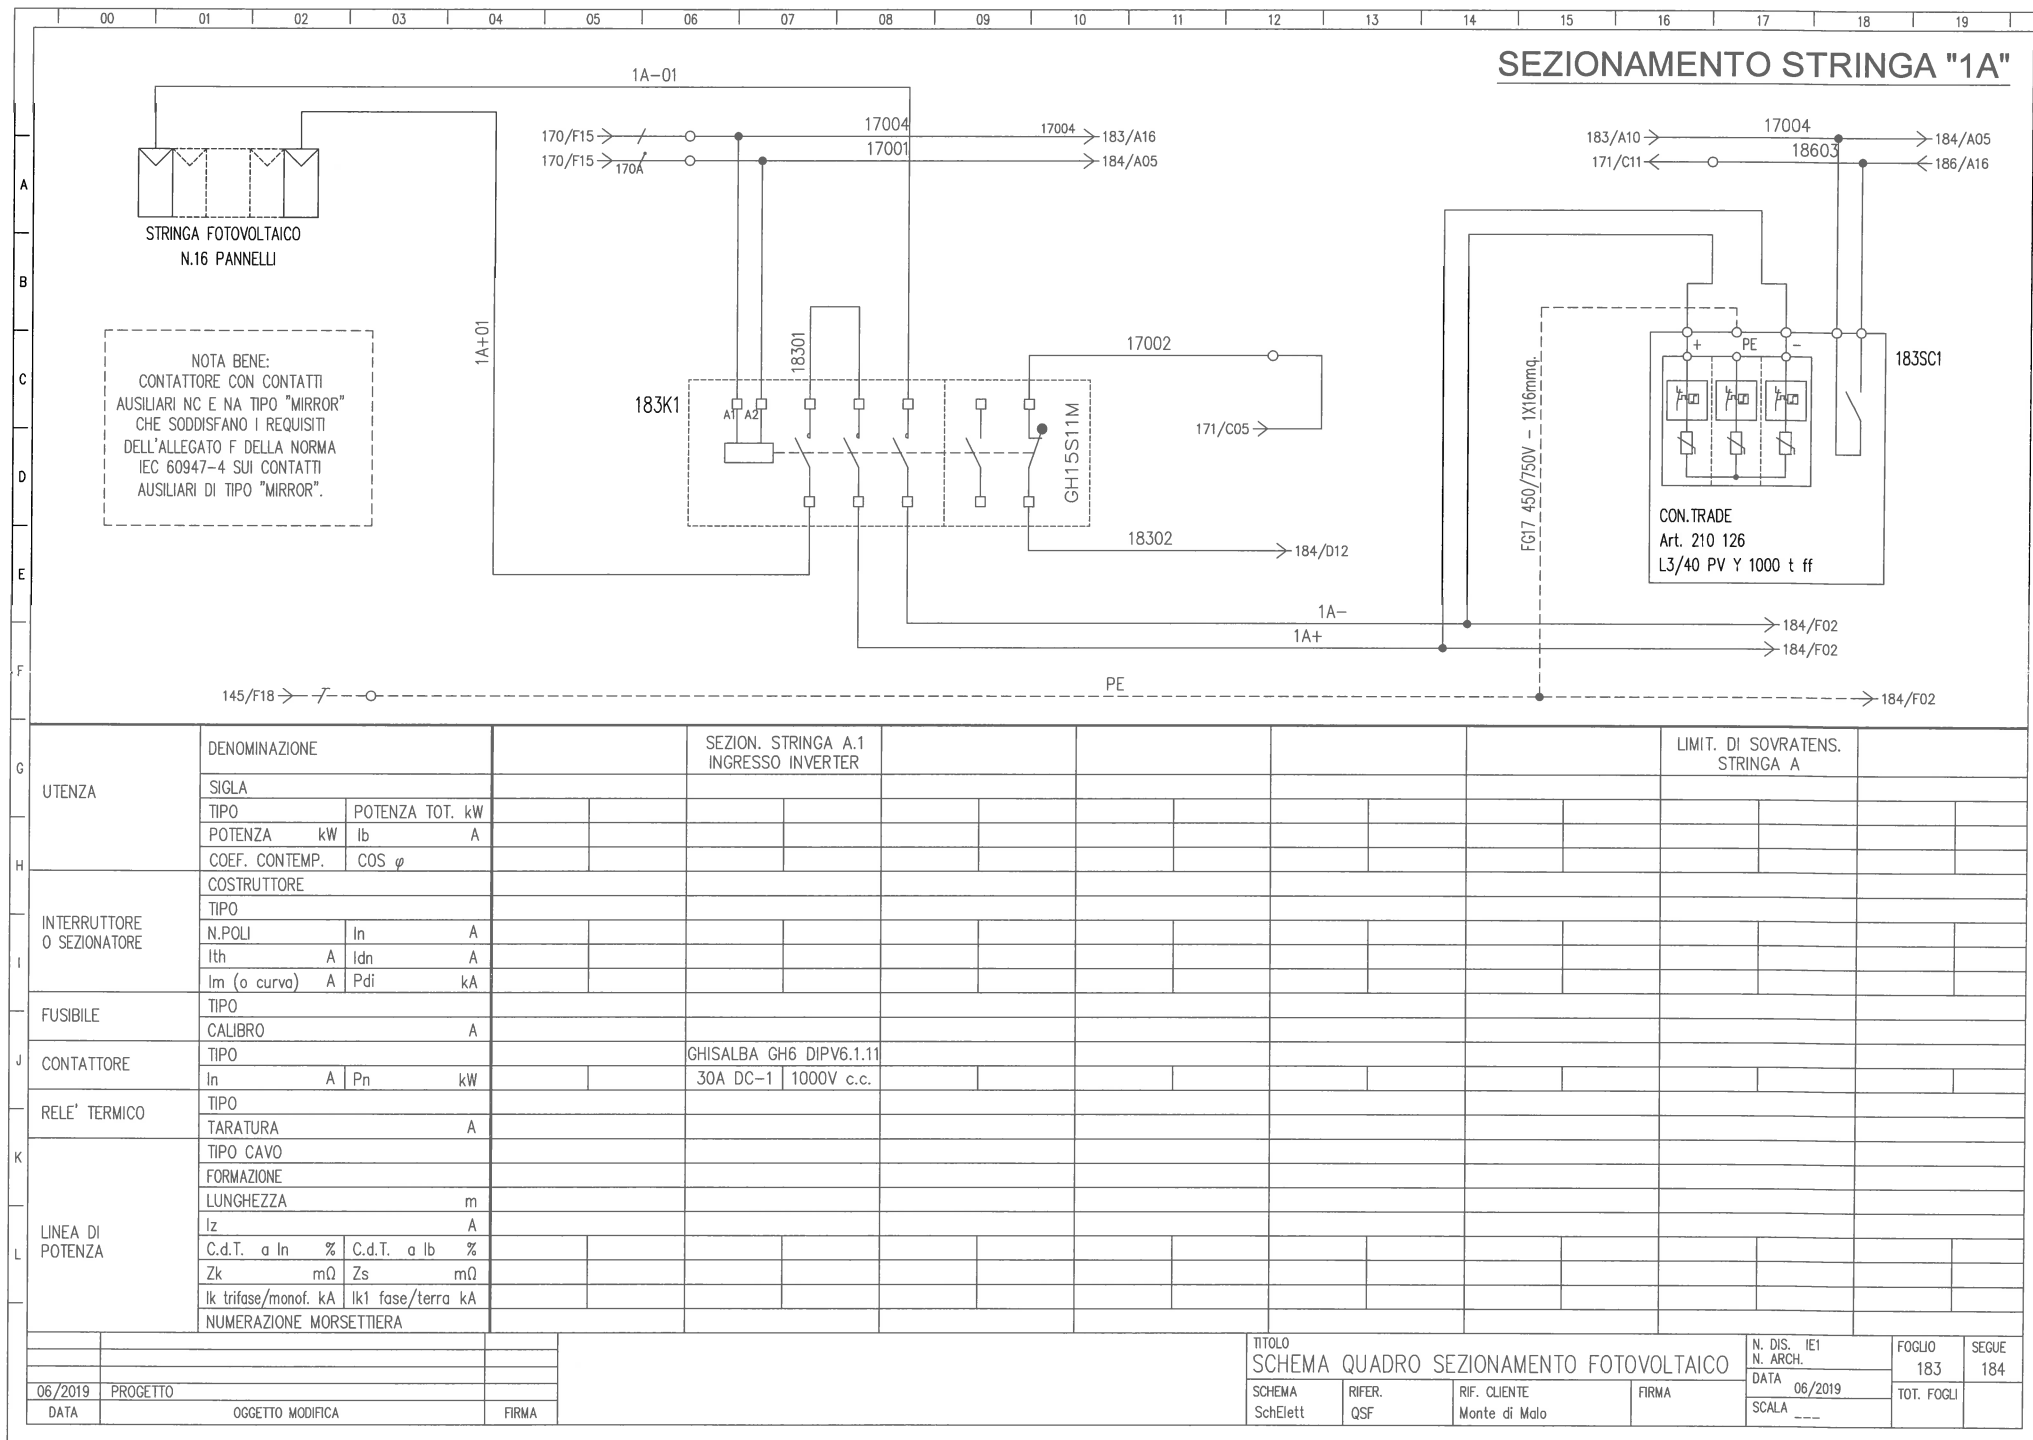 00 01 02 03 04 05 06 07 08 09 10 11 12 13 14 15 16 17 18 19
SEZIONAMENTO STRINGA "1A"
1A-01
170/F15
17004
17004
183/A16
170/F15
170A
17001
184/A05
183/A10
17004
184/A05
171/C11
18603
186/A16
A
STRINGA FOTOVOLTAICO
N.16 PANNELLI
B
1A+01
18301
17002
C
NOTA BENE:
CONTATTORE CON CONTATTI
AUSILIARI NC E NA TIPO "MIRROR"
CHE SODDISFANO I REQUISITI
DELL'ALLEGATO F DELLA NORMA
IEC 60947-4 SUI CONTATTI
AUSILIARI DI TIPO "MIRROR".
183K1
A1 A2
GH15S11M
171/C05
18302
184/D12
FG17 450/750V - 1X16mmq.
+ PE -
183SC1
CON.TRADE
Art. 210 126
L3/40 PV Y 1000 t ff
D
E
1A-
184/F02
1A+
184/F02
F
145/F18
PE
184/F02
G
UTENZA
DENOMINAZIONE
SEZION. STRINGA A.1
INGRESSO INVERTER
LIMIT. DI SOVRATENS.
STRINGA A
SIGLA
TIPO POTENZA TOT. kW
POTENZA kW Ib A
H
COEF. CONTEMP. COS φ
INTERRUTTORE
O SEZIONATORE
COSTRUTTORE
TIPO
N.POLI In A
I
Ith A Idn A
Im (o curva) A Pdi kA
FUSIBILE
TIPO
CALIBRO A
J
CONTATTORE
TIPO GHISALBA GH6 DIPV6.1.11
In A Pn kW 30A DC-1 1000V c.c.
RELE' TERMICO
TIPO
TARATURA A
K
LINEA DI
POTENZA
TIPO CAVO
FORMAZIONE
LUNGHEZZA m
Iz A
L
C.d.T. a In % C.d.T. a Ib %
Zk mΩ Zs mΩ
Ik trifase/monof. kA Ik1 fase/terra kA
NUMERAZIONE MORSETTIERA
06/2019 PROGETTO
DATA OGGETTO MODIFICA FIRMA
TITOLO
SCHEMA QUADRO SEZIONAMENTO FOTOVOLTAICO
SCHEMA
SchElett
RIFER.
QSF
RIF. CLIENTE
Monte di Malo
FIRMA
N. DIS. IE1
N. ARCH.
DATA
06/2019
SCALA ---
FOGLIO
183
SEGUE
184
TOT. FOGLI